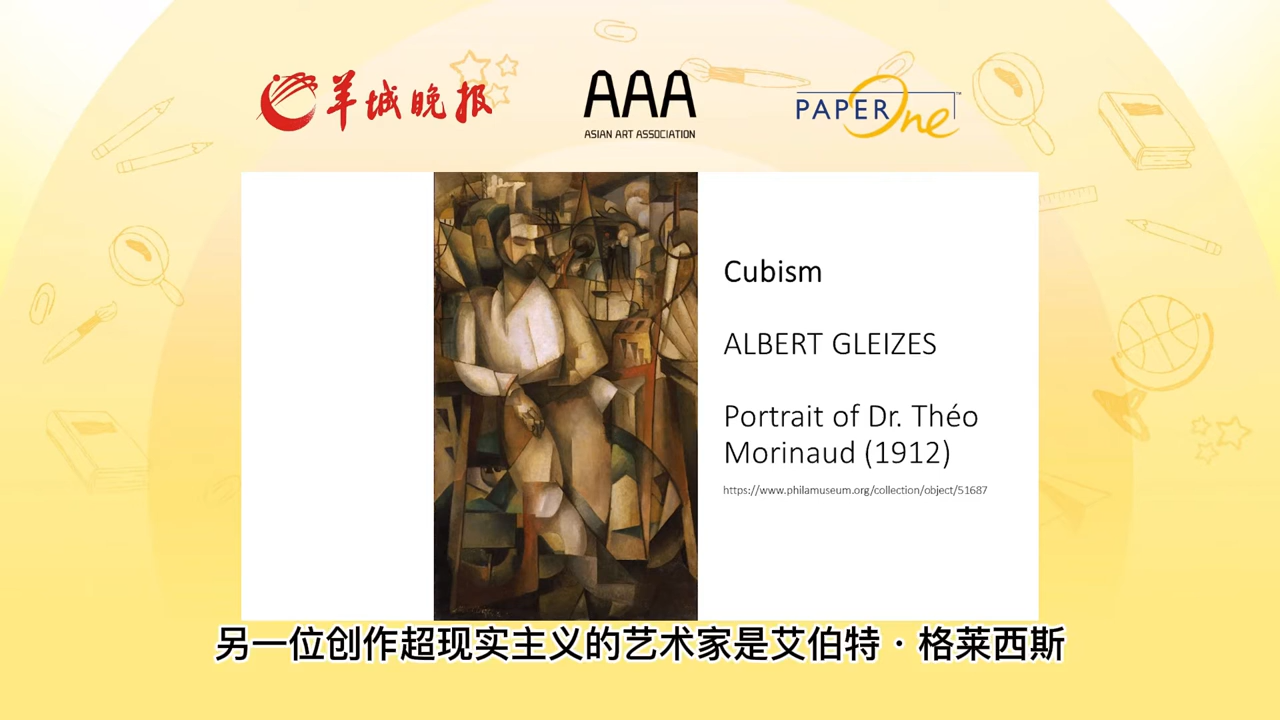 羊城晚报
AAA
ASIAN ART ASSOCIATION
PAPER One
Cubism
ALBERT GLEIZES
Portrait of Dr. Théo
Morinaud (1912)
https://www.philamuseum.org/collection/object/51687
另一位创作超现实主义的艺术家是艾伯特·格莱西斯